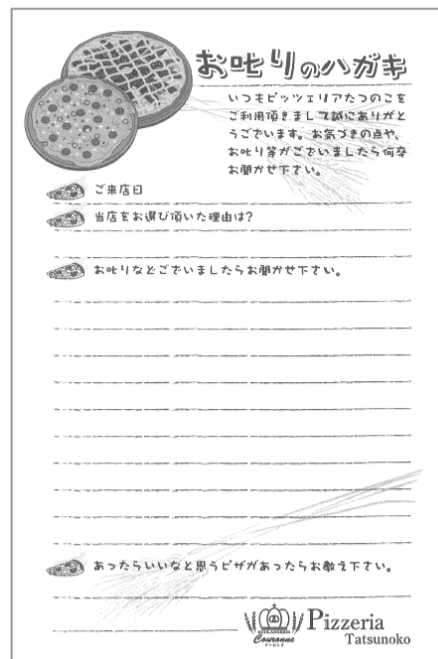 お叱りのハガキ
いつもピッツェリアたつのこを
ご利用頂きまして誠にありがと
うございます。お気づきの点や、
お叱り等がございましたら何卒
お聞かせ下さい。
ご来店日
当店をお選び頂いた理由は?
お叱りなどございましたらお聞かせ下さい。
あったらいいなと思うピザがあったらお教え下さい。
Couronne
Pizzeria
Tatsunoko